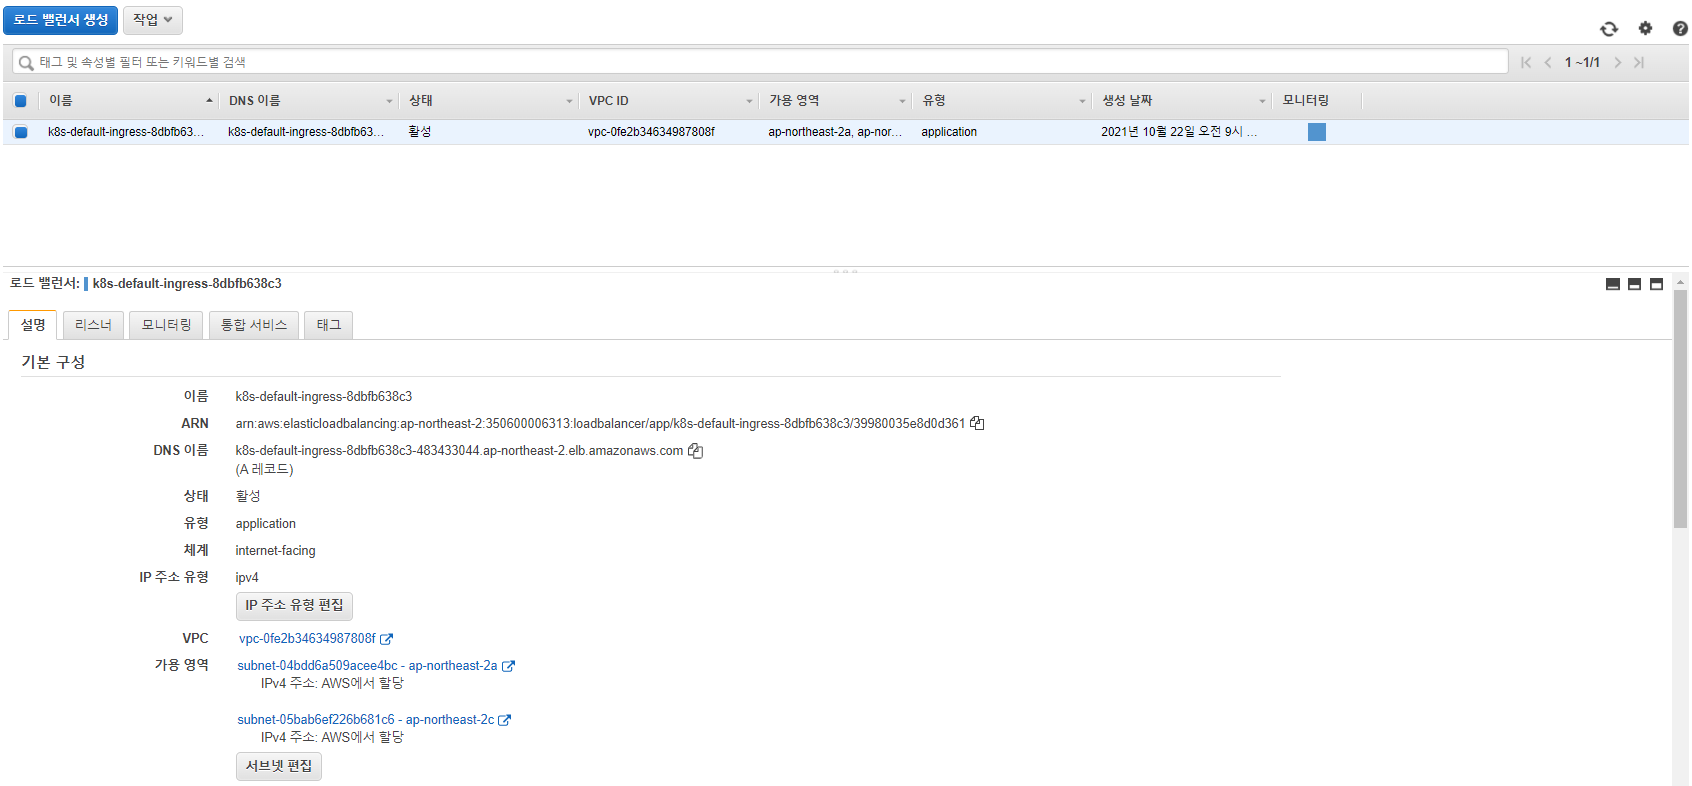 로드 밸런서 생성 작업
태그 및 속성별 필터 또는 키워드별 검색 1 ~1/1
이름 DNS 이름 상태 VPC ID 가용 영역 유형 생성 날짜 모니터링
k8s-default-ingress-8dbfb63... k8s-default-ingress-8dbfb63... 활성 vpc-0fe2b34634987808f ap-northeast-2a, ap-nor... application 2021년 10월 22일 오전 9시 ...
로드 밸런서: k8s-default-ingress-8dbfb638c3
설명 리스너 모니터링 통합 서비스 태그
기본 구성
이름 k8s-default-ingress-8dbfb638c3
ARN arn:aws:elasticloadbalancing:ap-northeast-2:350600006313:loadbalancer/app/k8s-default-ingress-8dbfb638c3/39980035e8d0d361
DNS 이름 k8s-default-ingress-8dbfb638c3-483433044.ap-northeast-2.elb.amazonaws.com
(A 레코드)
상태 활성
유형 application
체계 internet-facing
IP 주소 유형 ipv4
IP 주소 유형 편집
VPC vpc-0fe2b34634987808f
가용 영역 subnet-04bdd6a509acee4bc - ap-northeast-2a
IPv4 주소: AWS에서 할당
subnet-05bab6ef226b681c6 - ap-northeast-2c
IPv4 주소: AWS에서 할당
서브넷 편집